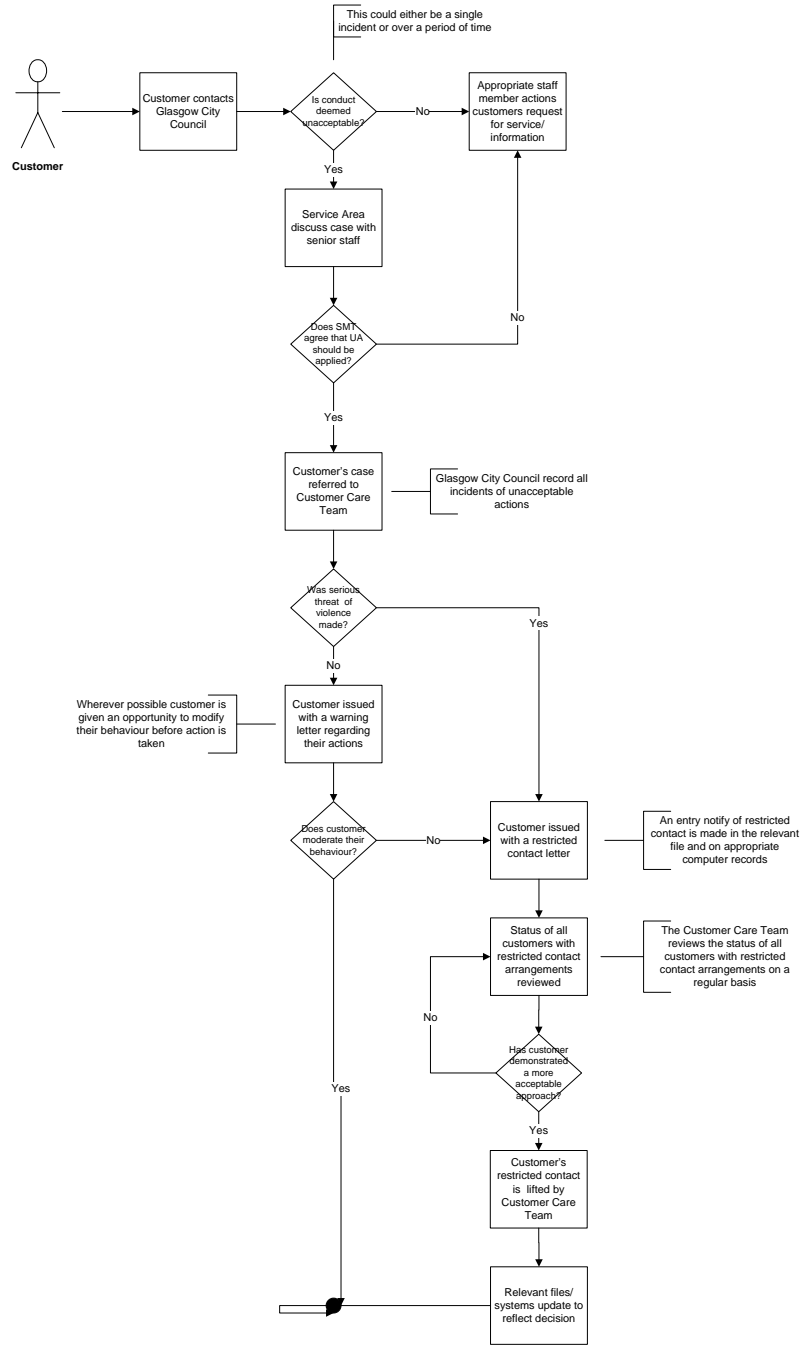 This could either be a single
incident or over a period of time
Customer
Customer contacts
Glasgow City
Council
Is conduct
deemed
unacceptable?
No
Appropriate staff
member actions
customers request
for service/
information
Yes
Service Area
discuss case with
senior staff
Does SMT
agree that UA
should be
applied?
No
Yes
Customer's case
referred to
Customer Care
Team
Glasgow City Council record all
incidents of unacceptable
actions
Was serious
threat of
violence
made?
Yes
No
Wherever possible customer is
given an opportunity to modify
their behaviour before action is
taken
Customer issued
with a warning
letter regarding
their actions
Does customer
moderate their
behaviour?
No
Customer issued
with a restricted
contact letter
An entry notify of restricted
contact is made in the relevant
file and on appropriate
computer records
Status of all
customers with
restricted contact
arrangements
reviewed
The Customer Care Team
reviews the status of all
customers with restricted
contact arrangements on a
regular basis
No
Has customer
demonstrated
a more
acceptable
approach?
Yes
Yes
Customer's
restricted contact
is lifted by
Customer Care
Team
Relevant files/
systems update to
reflect decision